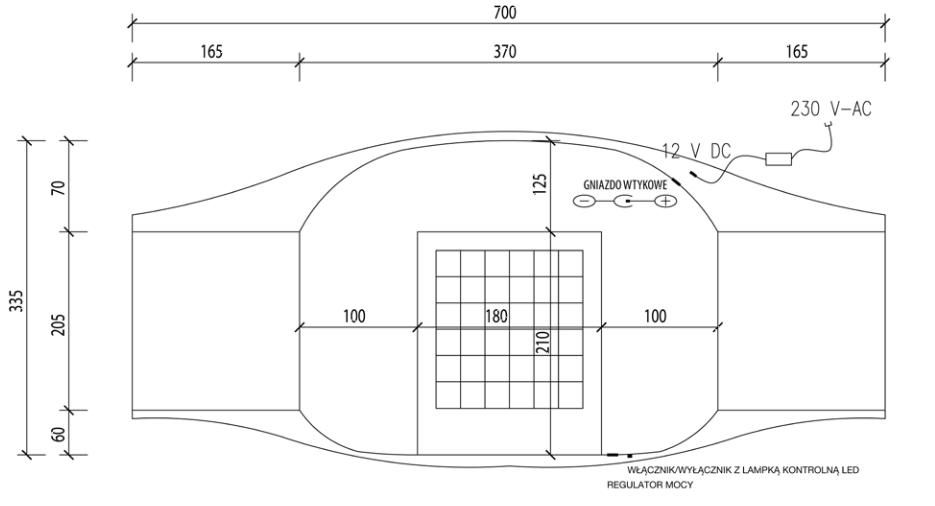 700
165
370
165
230 V-AC
12 V DC
70
125
GNIAZDO WTYKOWE
− +
335
205
100
180
100
210
60
WŁĄCZNIK/WYŁĄCZNIK Z LAMPKĄ KONTROLNĄ LED
REGULATOR MOCY